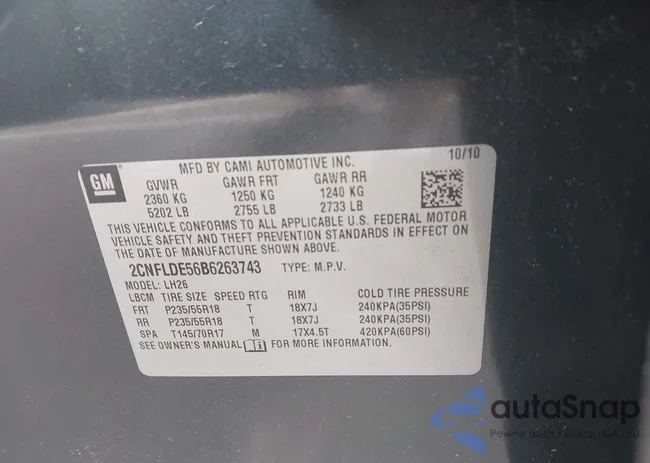 GM
MFD BY CAMI AUTOMOTIVE INC.
10/10
GVWR GAWR FRT GAWR RR
2360 KG 1250 KG 1240 KG
5202 LB 2755 LB 2733 LB
THIS VEHICLE CONFORMS TO ALL APPLICABLE U.S. FEDERAL MOTOR
VEHICLE SAFETY AND THEFT PREVENTION STANDARDS IN EFFECT ON
THE DATE OF MANUFACTURE SHOWN ABOVE.
2CNFLDE56B6263743 TYPE: M.P.V.
MODEL: LH26
LBCM TIRE SIZE SPEED RTG RIM COLD TIRE PRESSURE
FRT P235/55R18 T 18X7J 240KPA(35PSI)
RR P235/55R18 T 18X7J 240KPA(35PSI)
SPA T145/70R17 M 17X4.5T 420KPA(60PSI)
SEE OWNER'S MANUAL FOR MORE INFORMATION.
autoSnap
Pewne auta z